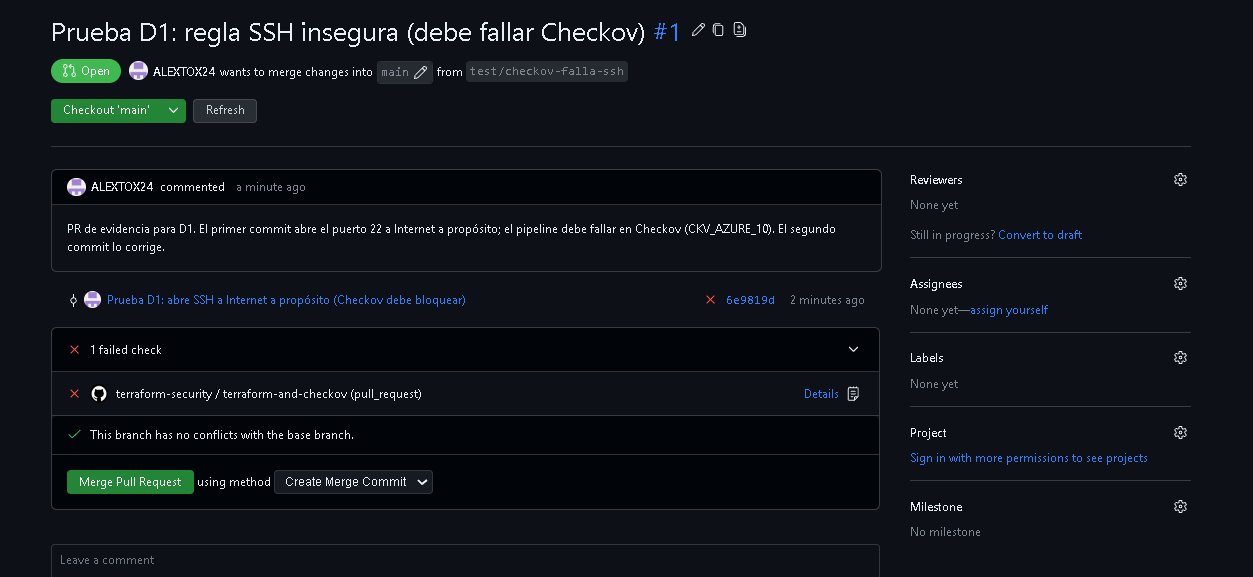 Prueba D1: regla SSH insegura (debe fallar Checkov) #1
Open ALEXTOX24 wants to merge changes into main from test/checkov-falla-ssh
Checkout 'main' Refresh
ALEXTOX24 commented a minute ago
PR de evidencia para D1. El primer commit abre el puerto 22 a Internet a propósito; el pipeline debe fallar en Checkov (CKV_AZURE_10). El segundo
commit lo corrige.
Prueba D1: abre SSH a Internet a propósito (Checkov debe bloquear) 6e9819d 2 minutes ago
1 failed check
terraform-security / terraform-and-checkov (pull_request) Details
This branch has no conflicts with the base branch.
Merge Pull Request using method Create Merge Commit
Leave a comment
Reviewers
None yet
Still in progress? Convert to draft
Assignees
None yet—assign yourself
Labels
None yet
Project
Sign in with more permissions to see projects
Milestone
No milestone